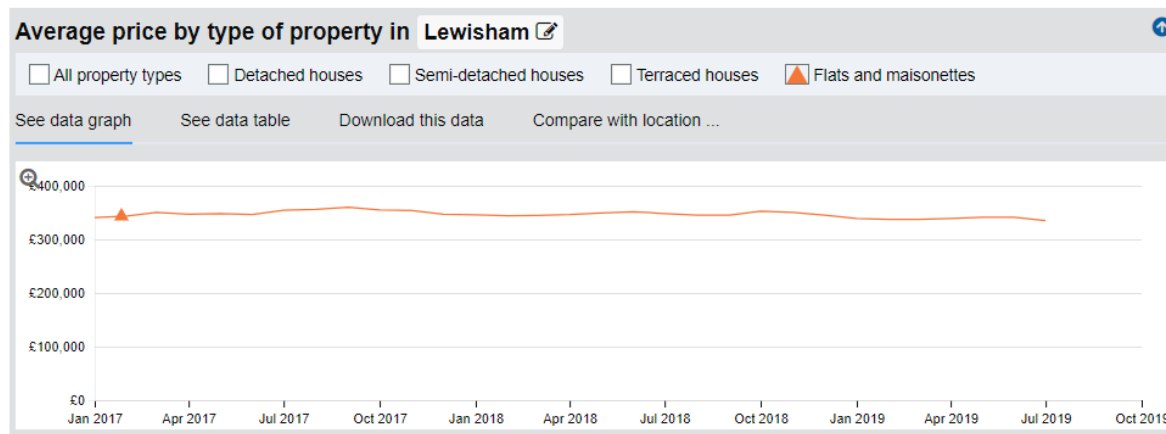 Average price by type of property in Lewisham
All property types Detached houses Semi-detached houses Terraced houses Flats and maisonettes
See data graph See data table Download this data Compare with location ...
£400,000
£300,000
£200,000
£100,000
£0
Jan 2017 Apr 2017 Jul 2017 Oct 2017 Jan 2018 Apr 2018 Jul 2018 Oct 2018 Jan 2019 Apr 2019 Jul 2019 Oct 2019